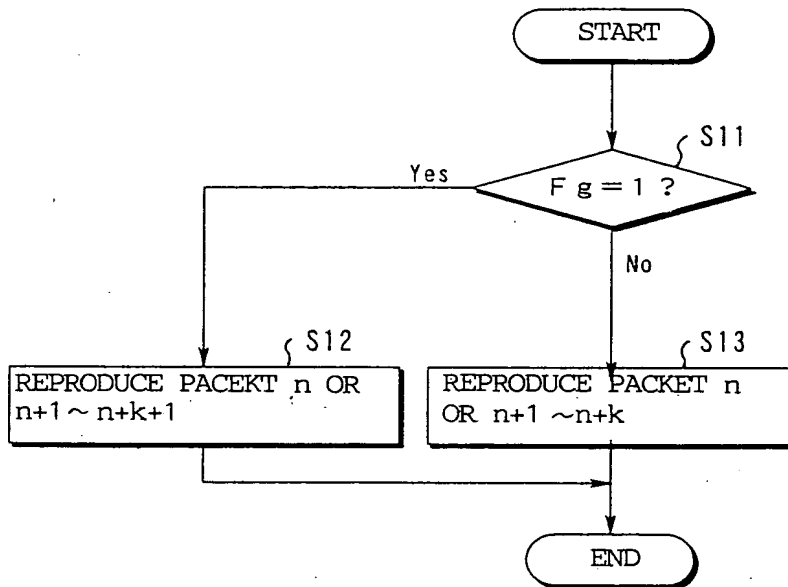 START
S11
Yes
Fg=1?
No
S12
S13
REPRODUCE PACEKT n OR
n+1~n+k+1
REPRODUCE PACKET n
OR n+1 ~n+k
END